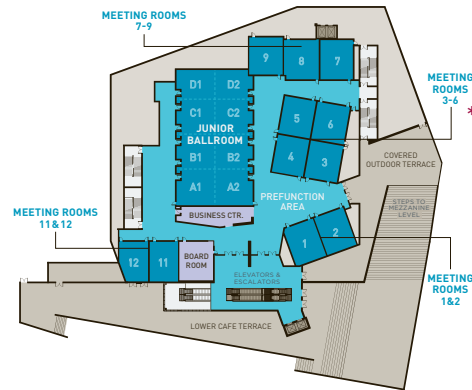 MEETING ROOMS
7-9
9
8
7
D1
D2
MEETING
ROOMS
3-6
*
C1
C2
5
6
JUNIOR
BALLROOM
4
3
COVERED
OUTDOOR TERRACE
B1
B2
A1
A2
PREFUNCTION
AREA
STEPS TO
MEZZANINE
LEVEL
MEETING ROOMS
11 & 12
BUSINESS CTR.
1
2
12
11
BOARD
ROOM
ELEVATORS &
ESCALATORS
MEETING
ROOMS
1&2
LOWER CAFE TERRACE